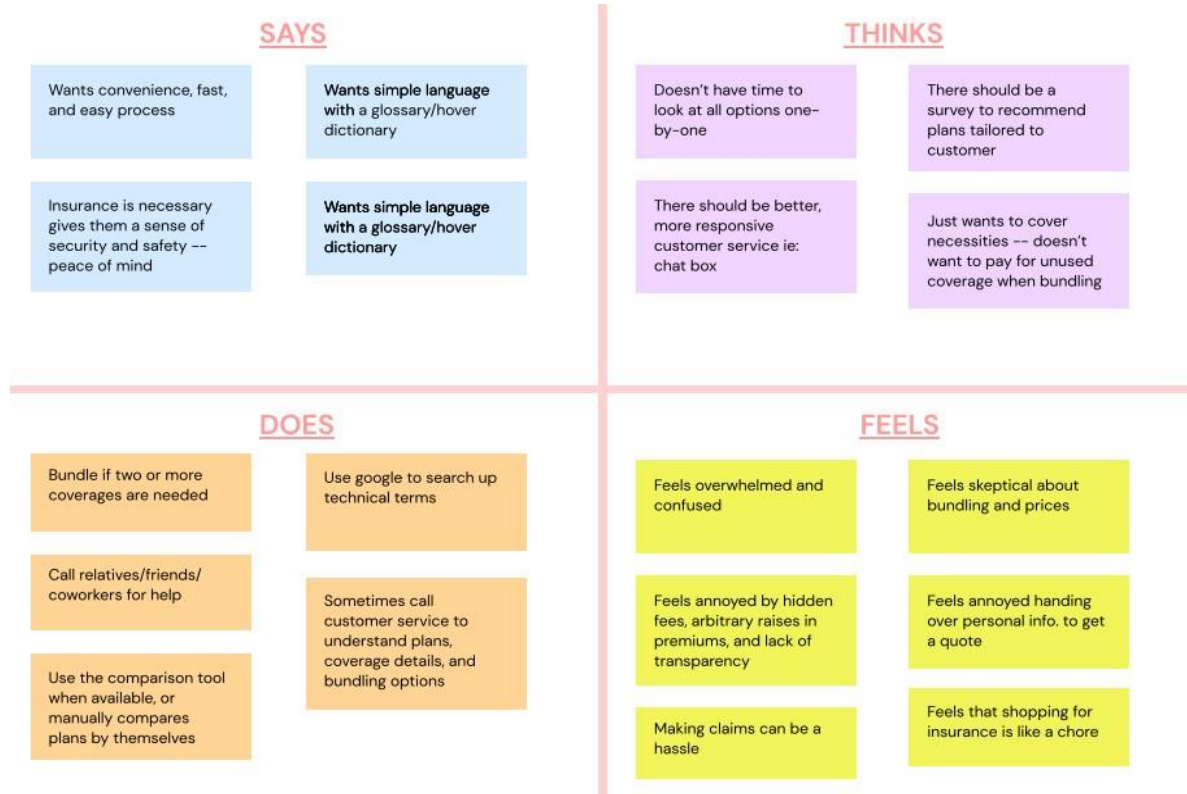 SAYS
Wants convenience, fast,
and easy process
Wants simple language
with a glossary/hover
dictionary
Insurance is necessary
gives them a sense of
security and safety --
peace of mind
Wants simple language
with a glossary/hover
dictionary
THINKS
Doesn't have time to
look at all options one-
by-one
There should be a
survey to recommend
plans tailored to
customer
There should be better,
more responsive
customer service ie:
chat box
Just wants to cover
necessities -- doesn't
want to pay for unused
coverage when bundling
DOES
Bundle if two or more
coverages are needed
Use google to search up
technical terms
Call relatives/friends/
coworkers for help
Sometimes call
customer service to
understand plans,
coverage details, and
bundling options
Use the comparison tool
when available, or
manually compares
plans by themselves
FEELS
Feels overwhelmed and
confused
Feels skeptical about
bundling and prices
Feels annoyed by hidden
fees, arbitrary raises in
premiums, and lack of
transparency
Feels annoyed handing
over personal info. to get
a quote
Making claims can be a
hassle
Feels that shopping for
insurance is like a chore